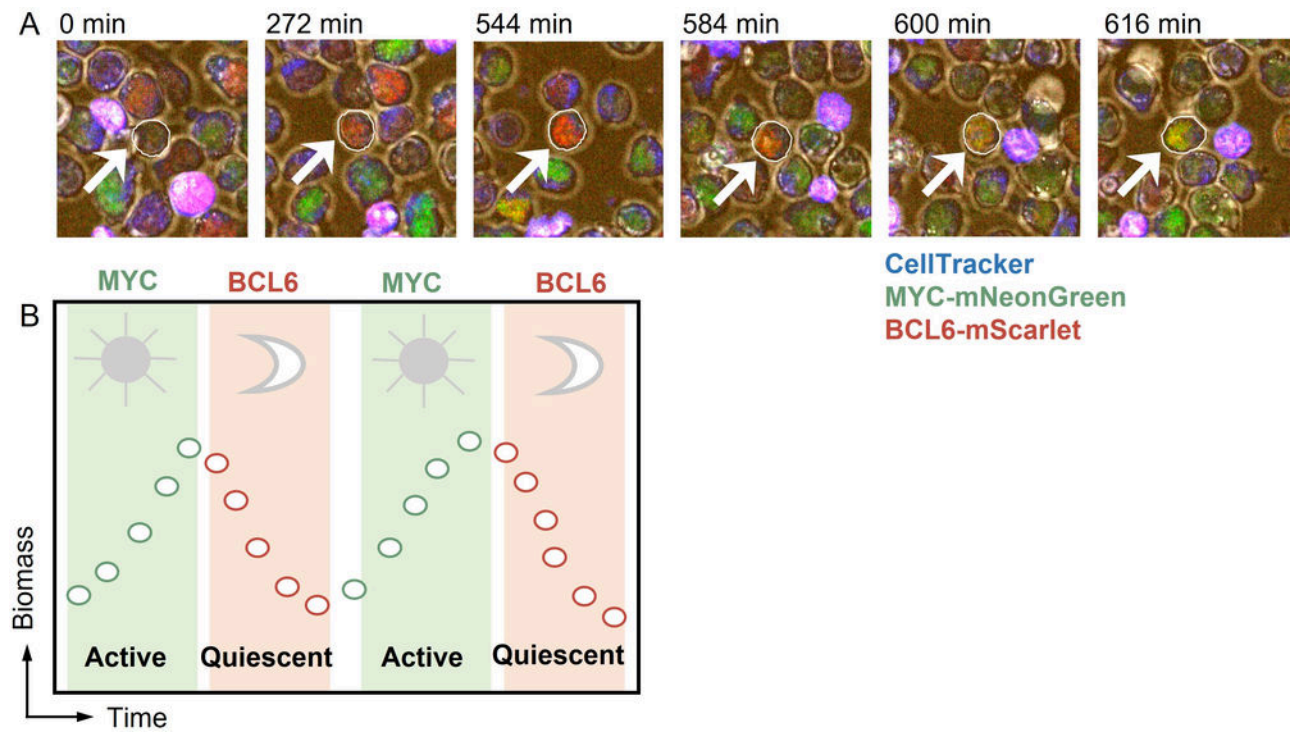 A
0 min
272 min
544 min
584 min
600 min
616 min
CellTracker
MYC-mNeonGreen
BCL6-mScarlet
MYC
BCL6
MYC
BCL6
B
Active
Quiescent
Active
Quiescent
Biomass
Time